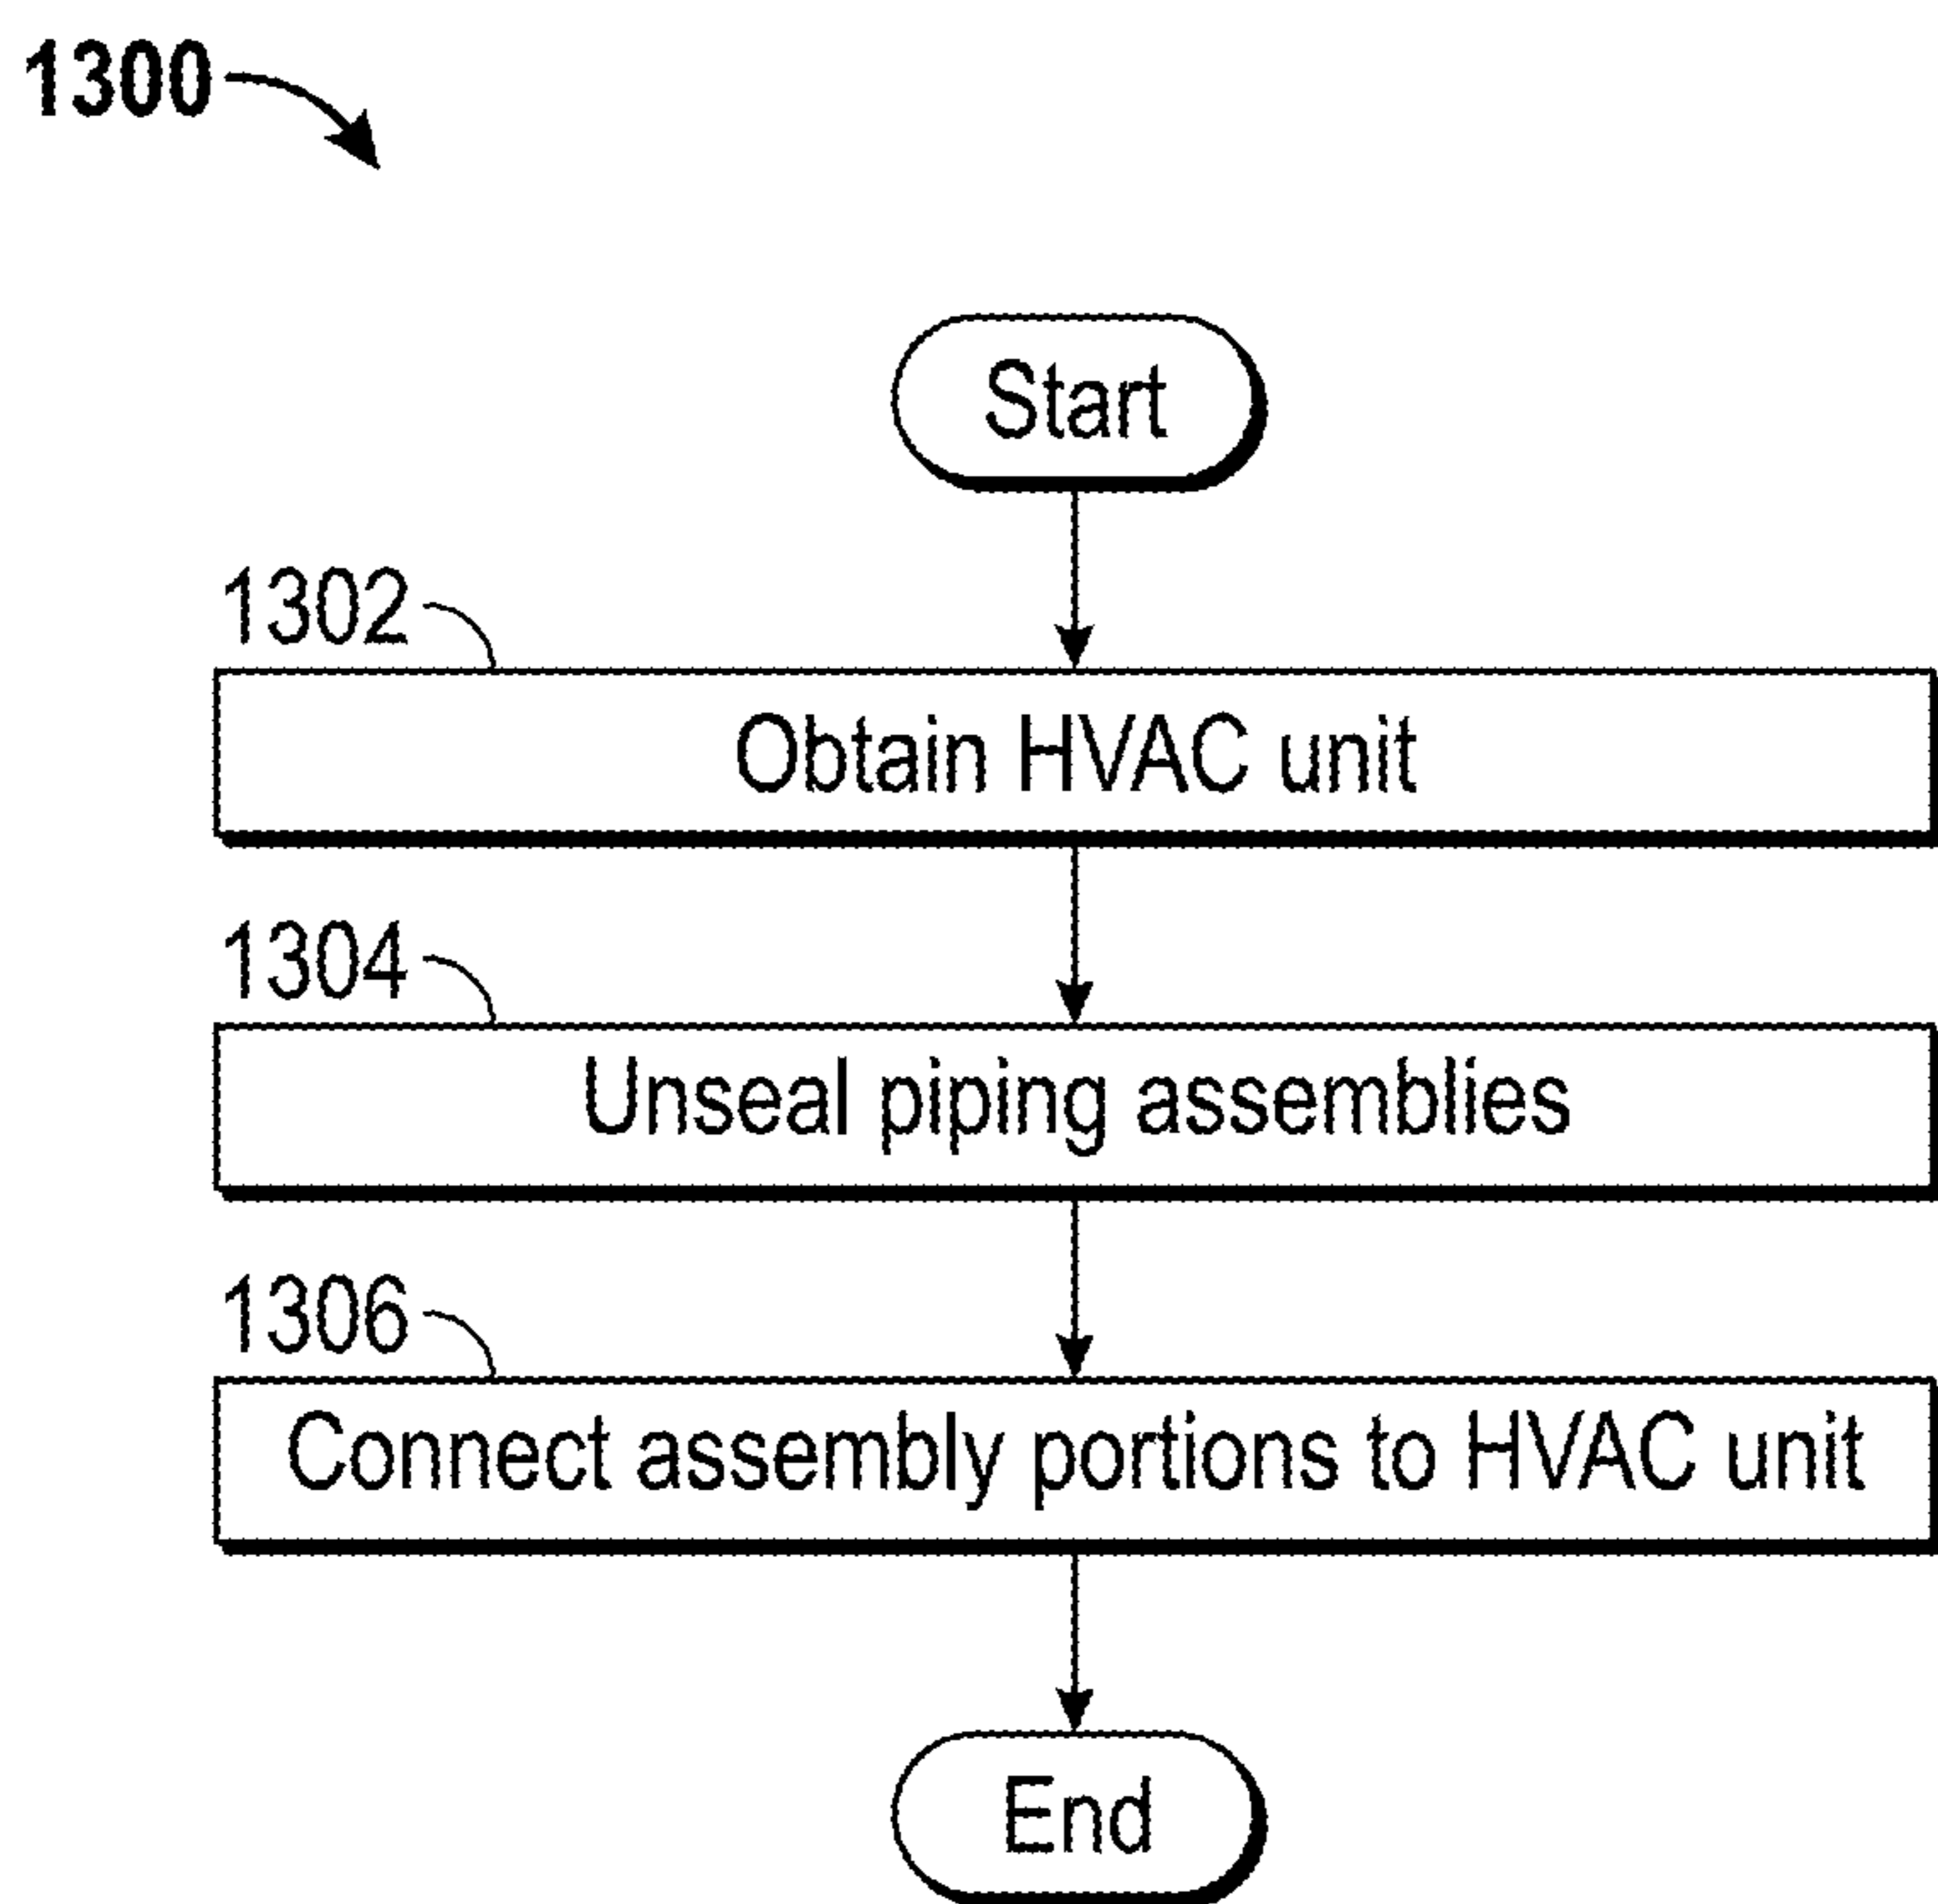 1300
Start
1302
Obtain HVAC unit
1304
Unseal piping assemblies
1306
Connect assembly portions to HVAC unit
End